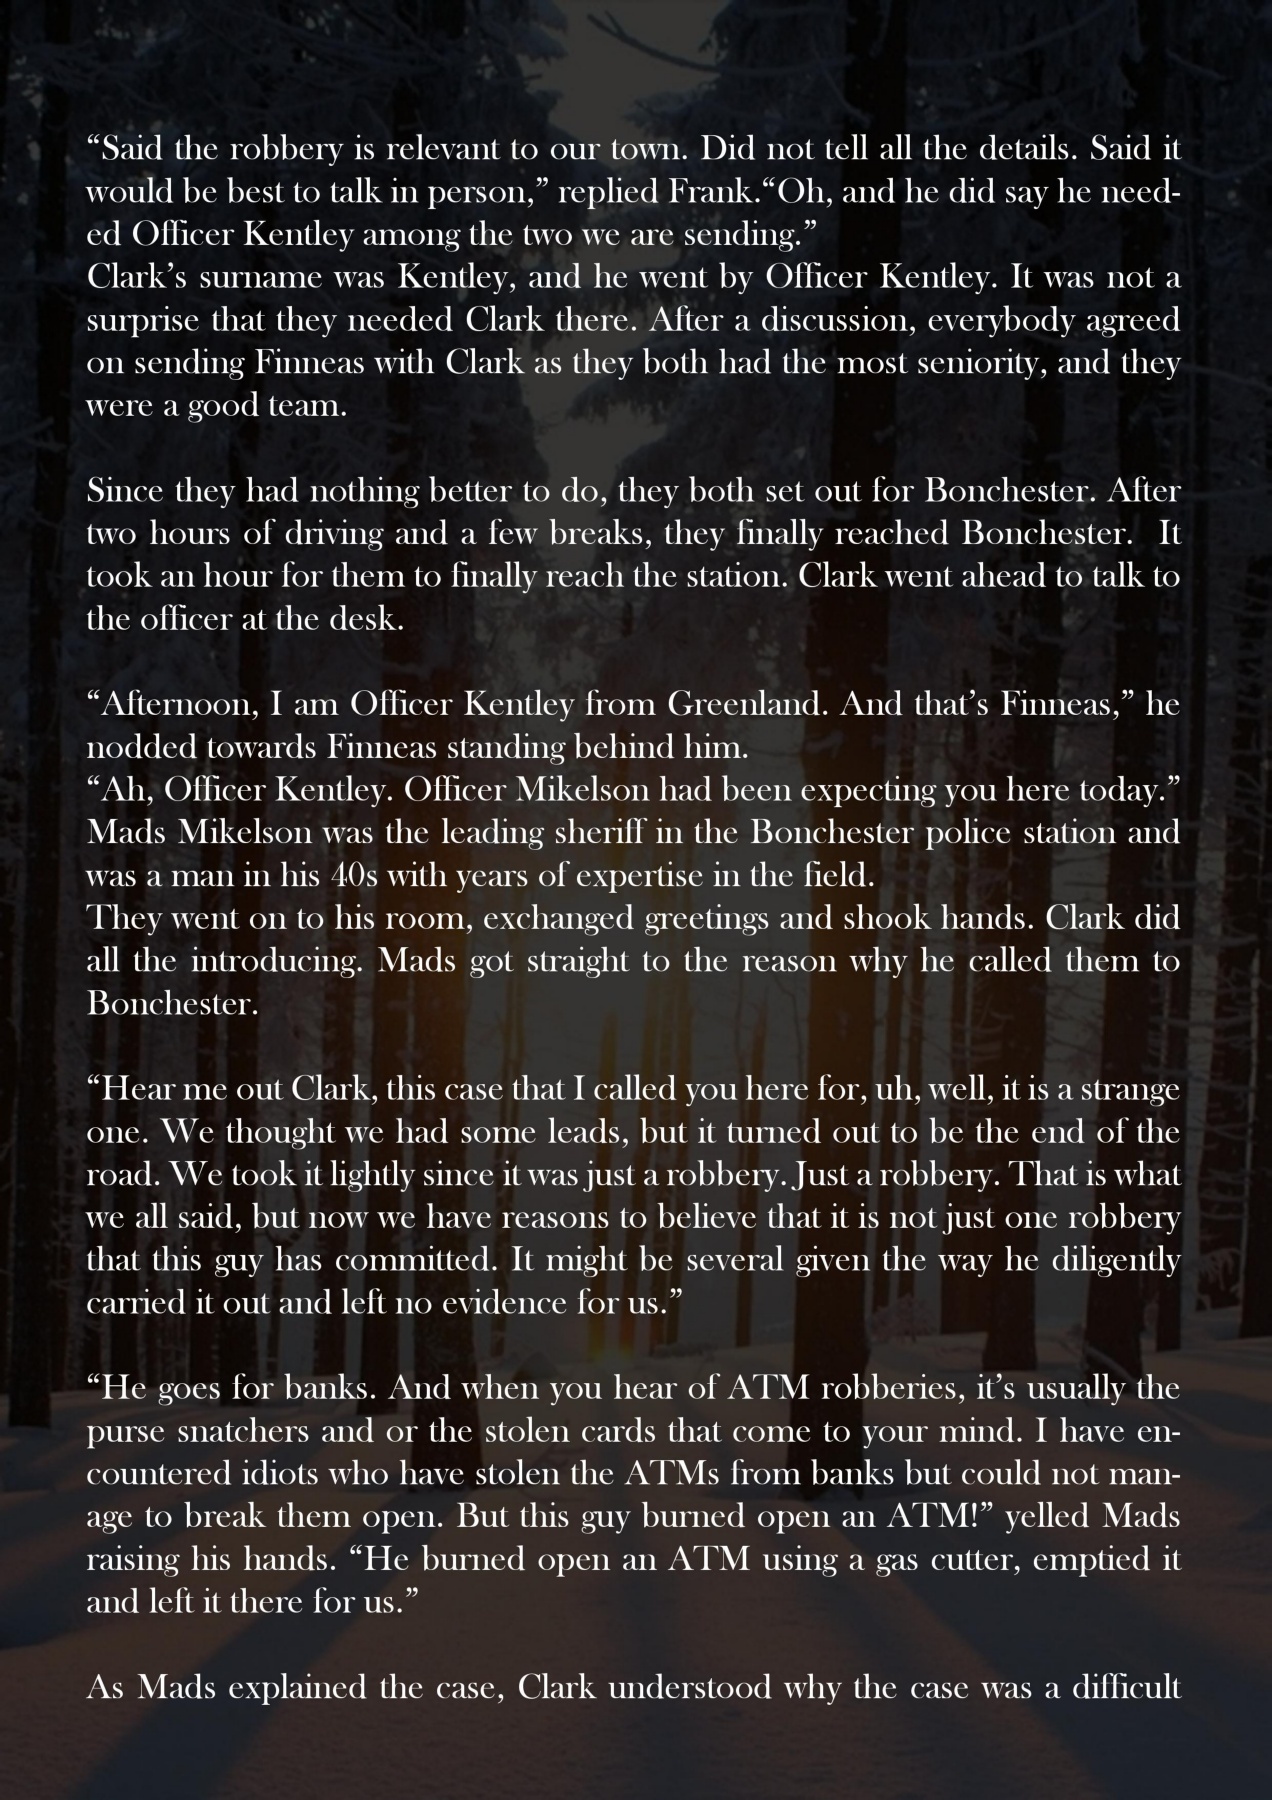 “Said the robbery is relevant to our town. Did not tell all the details. Said it
would be best to talk in person,” replied Frank.“Oh, and he did say he need-
ed Officer Kentley among the two we are sending.”
Clark’s surname was Kentley, and he went by Officer Kentley. It was not a
surprise that they needed Clark there. After a discussion, everybody agreed
on sending Finneas with Clark as they both had the most seniority, and they
were a good team.
Since they had nothing better to do, they both set out for Bonchester. After
two hours of driving and a few breaks, they finally reached Bonchester. It
took an hour for them to finally reach the station. Clark went ahead to talk to
the officer at the desk.
“Afternoon, I am Officer Kentley from Greenland. And that’s Finneas,” he
nodded towards Finneas standing behind him.
“Ah, Officer Kentley. Officer Mikelson had been expecting you here today.”
Mads Mikelson was the leading sheriff in the Bonchester police station and
was a man in his 40s with years of expertise in the field.
They went on to his room, exchanged greetings and shook hands. Clark did
all the introducing. Mads got straight to the reason why he called them to
Bonchester.
“Hear me out Clark, this case that I called you here for, uh, well, it is a strange
one. We thought we had some leads, but it turned out to be the end of the
road. We took it lightly since it was just a robbery. Just a robbery. That is what
we all said, but now we have reasons to believe that it is not just one robbery
that this guy has committed. It might be several given the way he diligently
carried it out and left no evidence for us.”
“He goes for banks. And when you hear of ATM robberies, it’s usually the
purse snatchers and or the stolen cards that come to your mind. I have en-
countered idiots who have stolen the ATMs from banks but could not man-
age to break them open. But this guy burned open an ATM!” yelled Mads
raising his hands. “He burned open an ATM using a gas cutter, emptied it
and left it there for us.”
As Mads explained the case, Clark understood why the case was a difficult